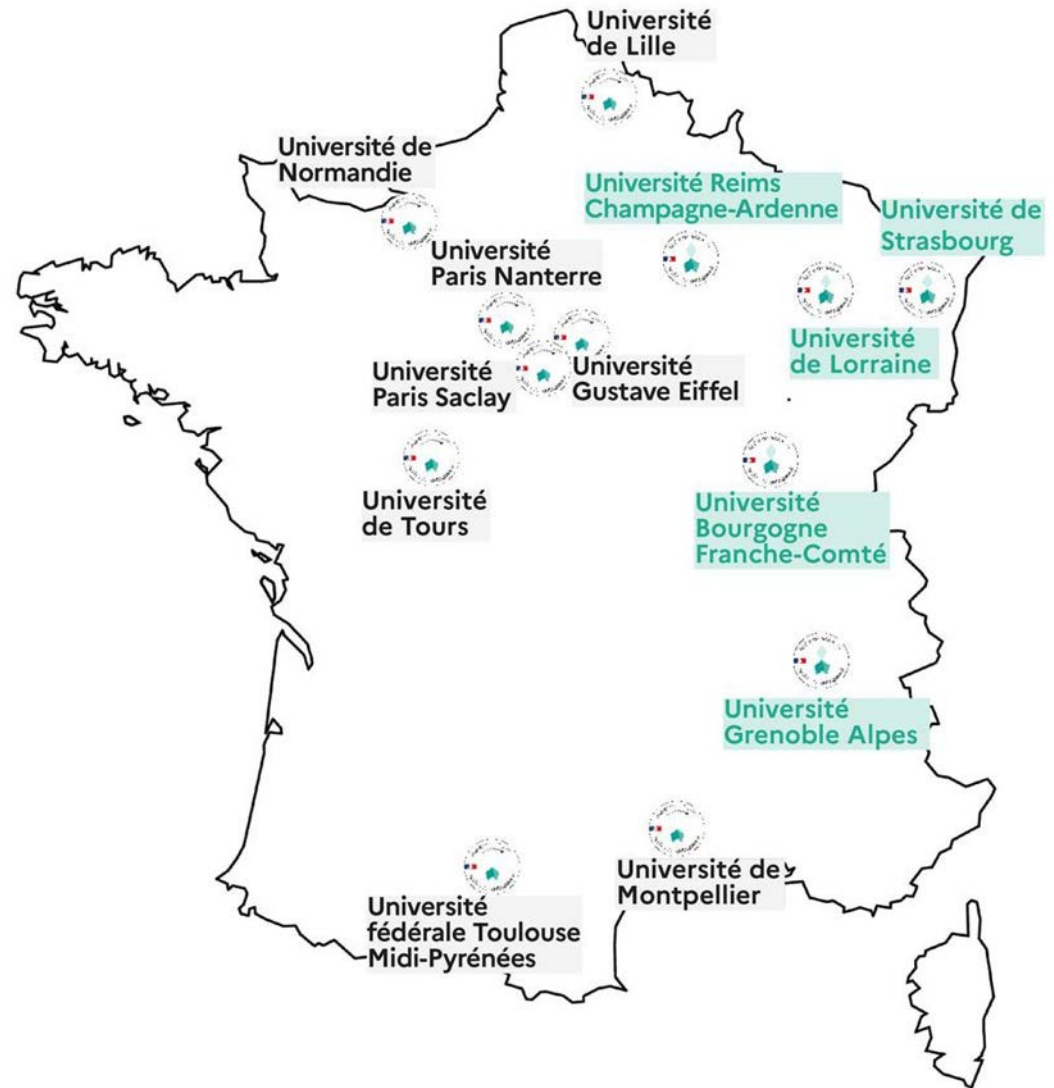 Université
de Lille
Université de
Normandie
Université Reims
Champagne-Ardenne
Université de
Strasbourg
Université
Paris Nanterre
Université
de Lorraine
Université
Paris Saclay
Université
Gustave Eiffel
Université
de Tours
Université
Bourgogne
Franche-Comté
Université
Grenoble Alpes
Université de
Montpellier
Université
fédérale Toulouse
Midi-Pyrénées